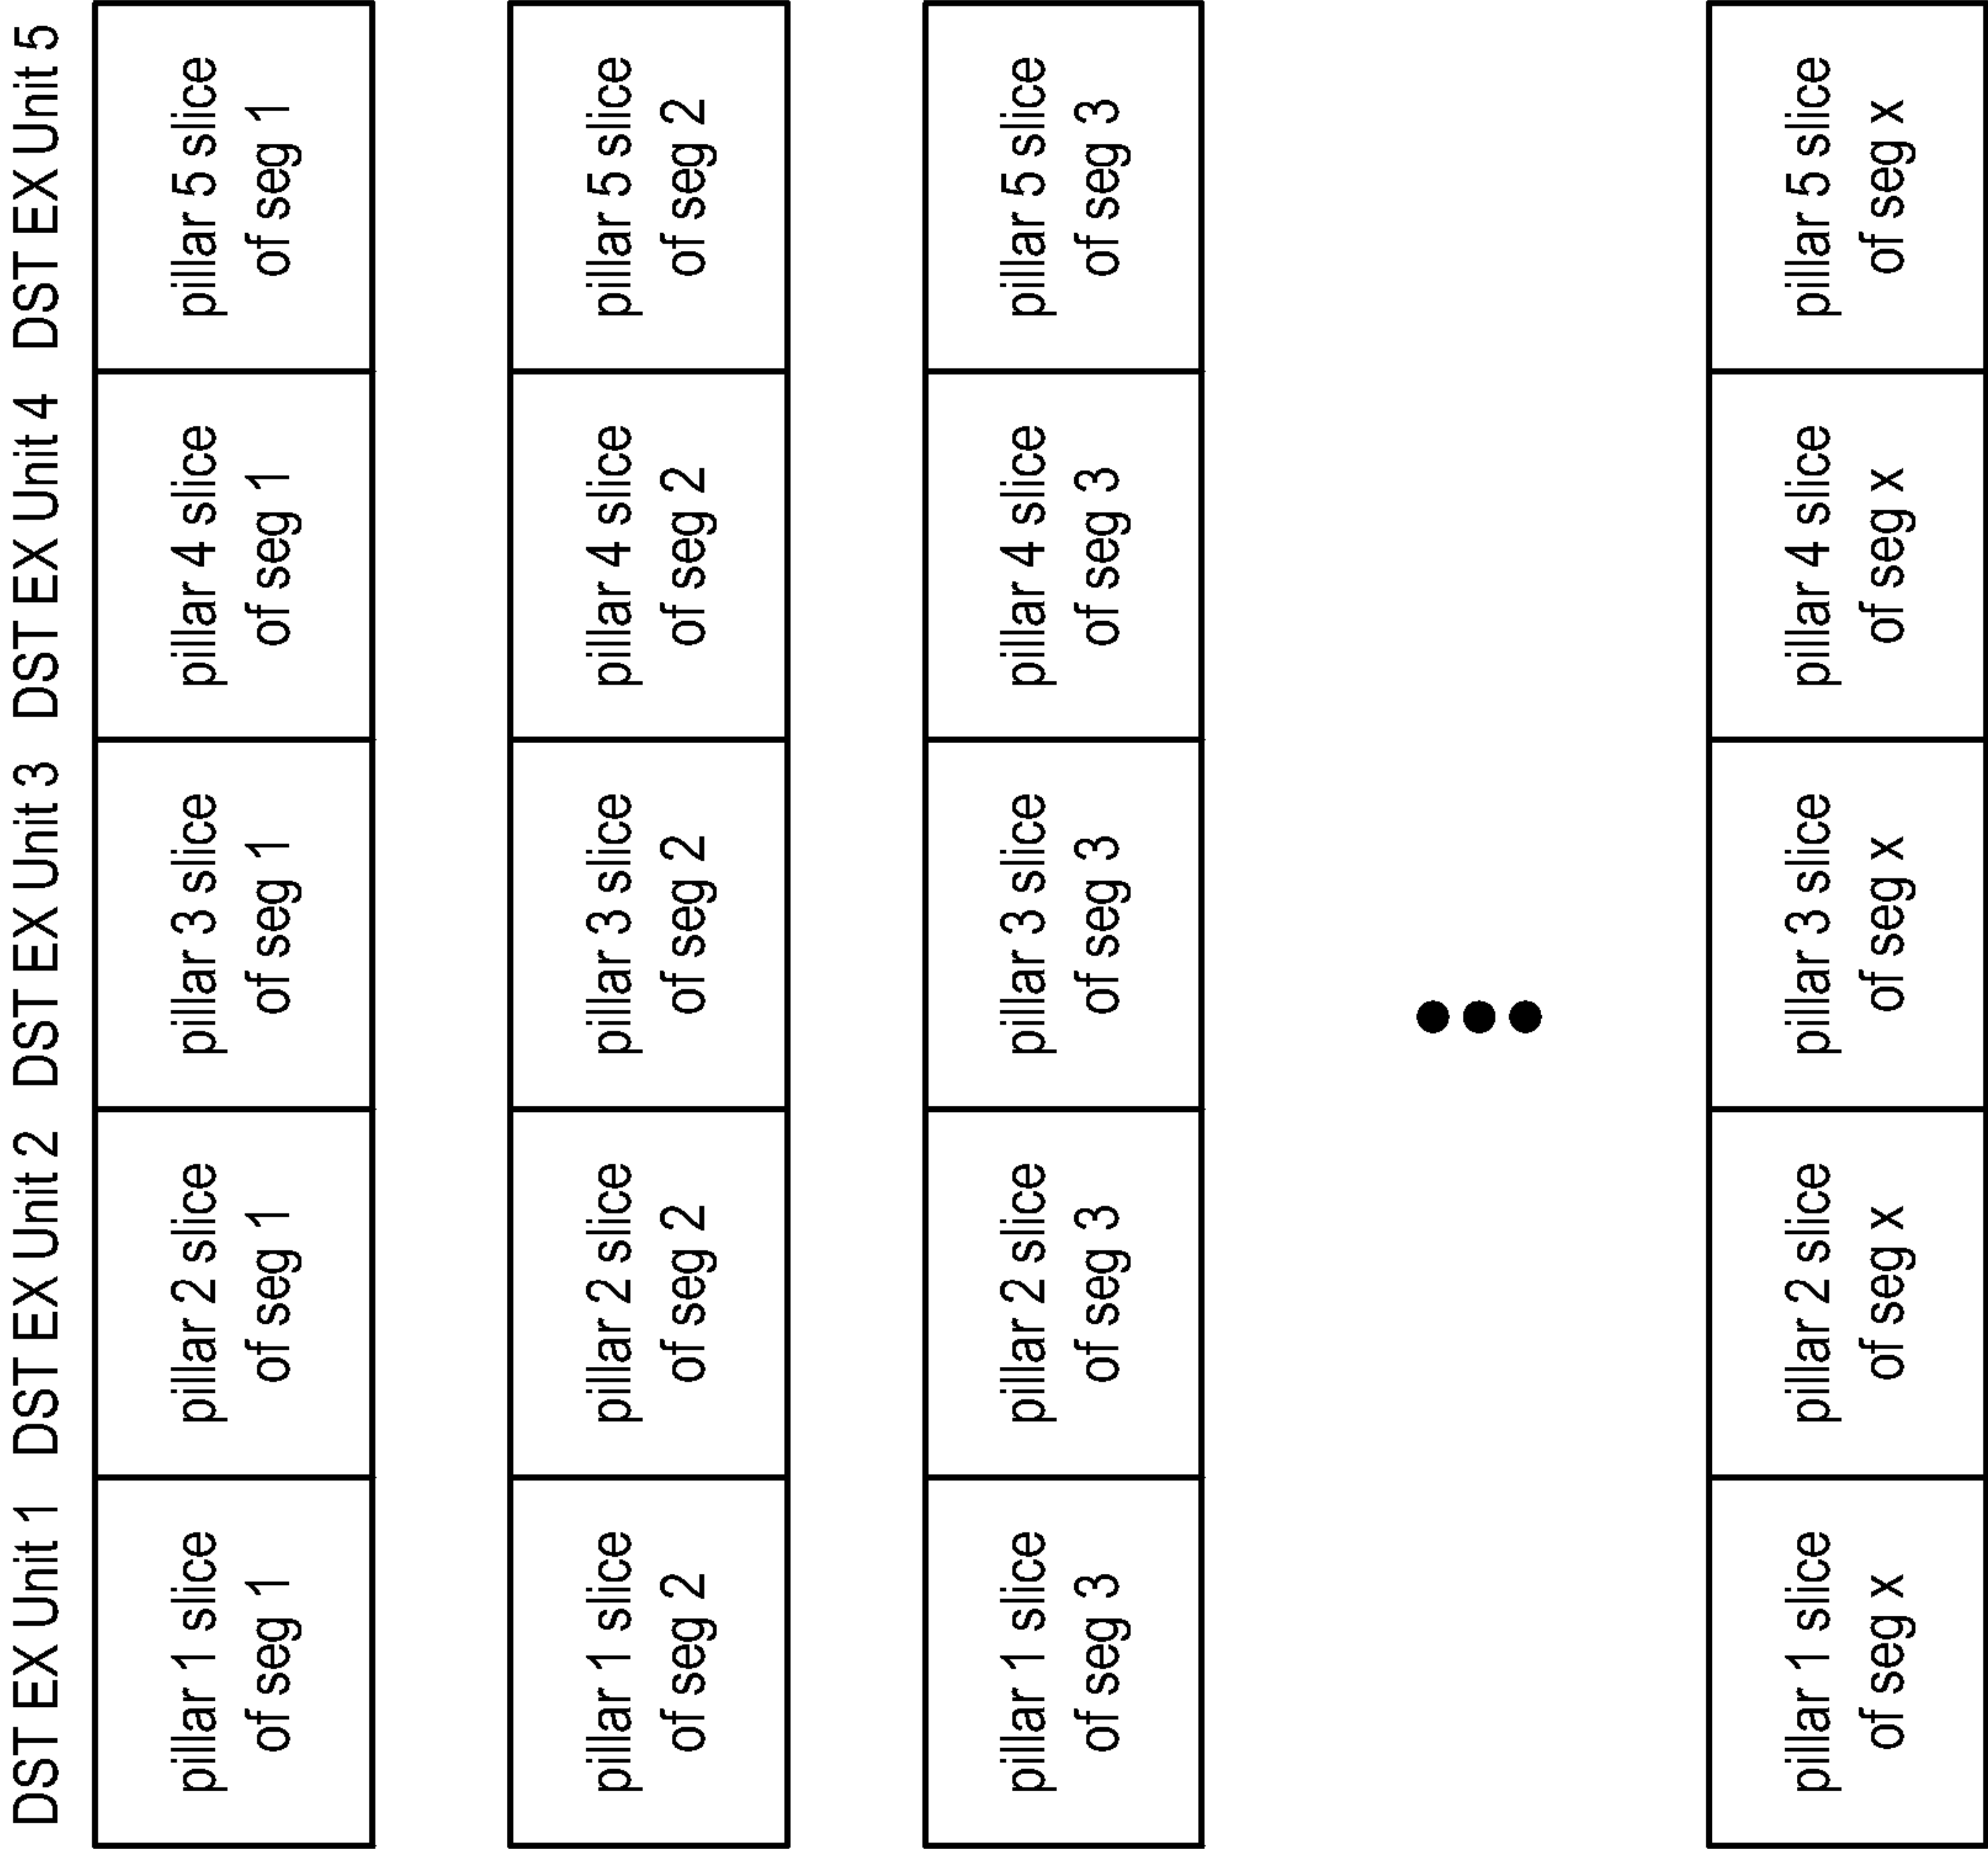 DST EX Unit 1 DST EX Unit 2 DST EX Unit 3 DST EX Unit 4 DST EX Unit 5
pillar 1 slice
of seg 1
pillar 2 slice
of seg 1
pillar 3 slice
of seg 1
pillar 4 slice
of seg 1
pillar 5 slice
of seg 1
pillar 1 slice
of seg 2
pillar 2 slice
of seg 2
pillar 3 slice
of seg 2
pillar 4 slice
of seg 2
pillar 5 slice
of seg 2
pillar 1 slice
of seg 3
pillar 2 slice
of seg 3
pillar 3 slice
of seg 3
pillar 4 slice
of seg 3
pillar 5 slice
of seg 3
pillar 1 slice
of seg x
pillar 2 slice
of seg x
pillar 3 slice
of seg x
pillar 4 slice
of seg x
pillar 5 slice
of seg x